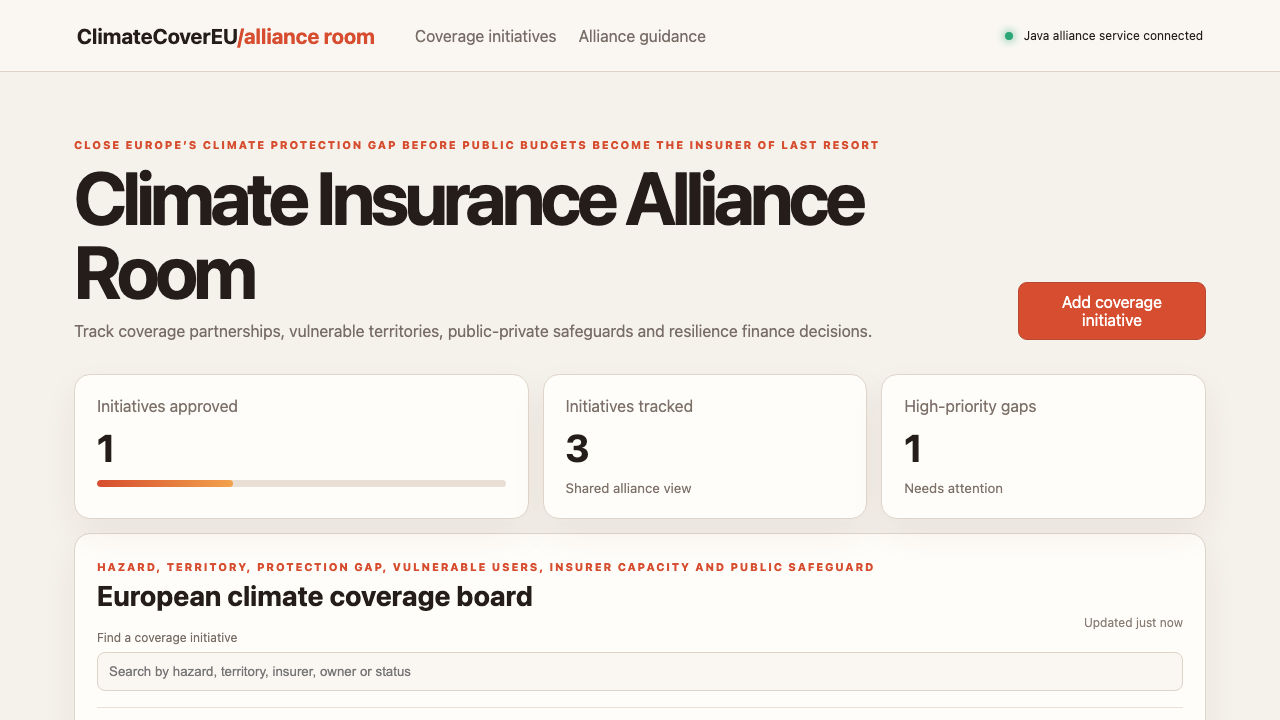 ClimateCoverEU/alliance room
Coverage initiatives
Alliance guidance
Java alliance service connected
CLOSE EUROPE'S CLIMATE PROTECTION GAP BEFORE PUBLIC BUDGETS BECOME THE INSURER OF LAST RESORT
Climate Insurance Alliance
Room
Track coverage partnerships, vulnerable territories, public-private safeguards and resilience finance decisions.
Add coverage
initiative
Initiatives approved
1
Initiatives tracked
3
Shared alliance view
High-priority gaps
1
Needs attention
HAZARD, TERRITORY, PROTECTION GAP, VULNERABLE USERS, INSURER CAPACITY AND PUBLIC SAFEGUARD
European climate coverage board
Updated just now
Find a coverage initiative
Search by hazard, territory, insurer, owner or status